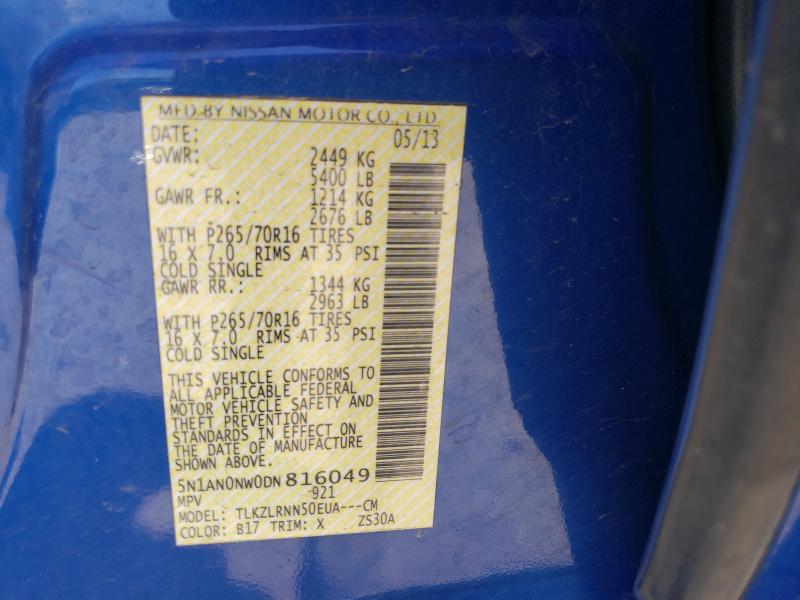 MFD BY NISSAN MOTOR CO., LTD.
DATE: 05/13
GVWR: 2449 KG
5400 LB
GAWR FR.: 1214 KG
2676 LB
WITH P265/70R16 TIRES
16 X 7.0 RIMS AT 35 PSI
COLD SINGLE
GAWR RR.: 1344 KG
2963 LB
WITH P265/70R16 TIRES
16 X 7.0 RIMS AT 35 PSI
COLD SINGLE
THIS VEHICLE CONFORMS TO
ALL APPLICABLE FEDERAL
MOTOR VEHICLE SAFETY AND
THEFT PREVENTION
STANDARDS IN EFFECT ON
THE DATE OF MANUFACTURE
SHOWN ABOVE.
5N1AN0NW0DN816049
MPV 921
MODEL: TLKZLRNN50EUA---CM
COLOR: B17 TRIM: X ZS30A